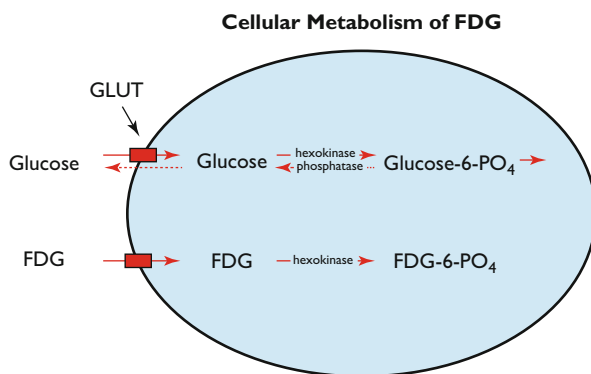 Cellular Metabolism of FDG
GLUT
Glucose Glucose hexokinase phosphatase Glucose-6-PO₄
FDG FDG hexokinase FDG-6-PO₄